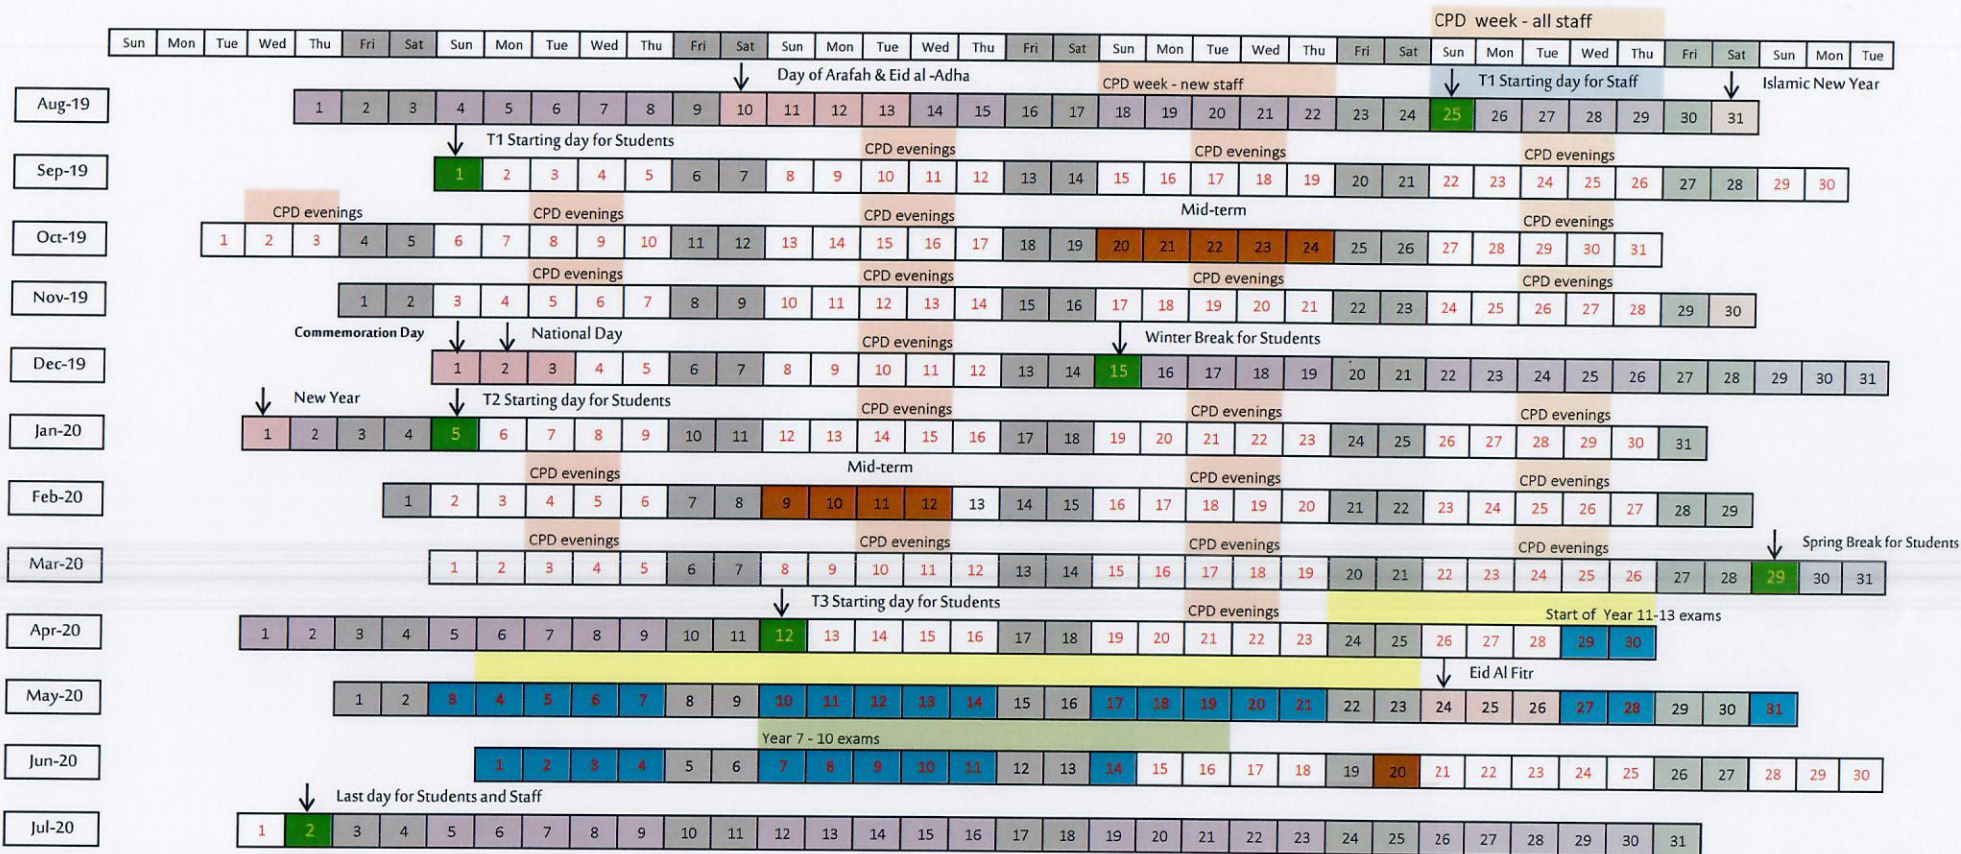 CPD week - all staff
Sun Mon Tue Wed Thu Fri Sat Sun Mon Tue Wed Thu Fri Sat Sun Mon Tue Wed Thu Fri Sat Sun Mon Tue Wed Thu Fri Sat Sun Mon Tue Wed Thu Fri Sat Sun Mon Tue
Day of Arafah & Eid al -Adha CPD week - new staff T1 Starting day for Staff Islamic New Year
Aug-19 1 2 3 4 5 6 7 8 9 10 11 12 13 14 15 16 17 18 19 20 21 22 23 24 25 26 27 28 29 30 31
T1 Starting day for Students CPD evenings CPD evenings CPD evenings
Sep-19 1 2 3 4 5 6 7 8 9 10 11 12 13 14 15 16 17 18 19 20 21 22 23 24 25 26 27 28 29 30
CPD evenings CPD evenings CPD evenings Mid-term CPD evenings
Oct-19 1 2 3 4 5 6 7 8 9 10 11 12 13 14 15 16 17 18 19 20 21 22 23 24 25 26 27 28 29 30 31
CPD evenings CPD evenings CPD evenings CPD evenings
Nov-19 1 2 3 4 5 6 7 8 9 10 11 12 13 14 15 16 17 18 19 20 21 22 23 24 25 26 27 28 29 30
Commemoration Day National Day CPD evenings Winter Break for Students
Dec-19 1 2 3 4 5 6 7 8 9 10 11 12 13 14 15 16 17 18 19 20 21 22 23 24 25 26 27 28 29 30 31
New Year T2 Starting day for Students CPD evenings CPD evenings CPD evenings
Jan-20 1 2 3 4 5 6 7 8 9 10 11 12 13 14 15 16 17 18 19 20 21 22 23 24 25 26 27 28 29 30 31
CPD evenings Mid-term CPD evenings CPD evenings
Feb-20 1 2 3 4 5 6 7 8 9 10 11 12 13 14 15 16 17 18 19 20 21 22 23 24 25 26 27 28 29
CPD evenings CPD evenings CPD evenings CPD evenings Spring Break for Students
Mar-20 1 2 3 4 5 6 7 8 9 10 11 12 13 14 15 16 17 18 19 20 21 22 23 24 25 26 27 28 29 30 31
T3 Starting day for Students CPD evenings Start of Year 11-13 exams
Apr-20 1 2 3 4 5 6 7 8 9 10 11 12 13 14 15 16 17 18 19 20 21 22 23 24 25 26 27 28 29 30
Eid Al Fitr
May-20 1 2 3 4 5 6 7 8 9 10 11 12 13 14 15 16 17 18 19 20 21 22 23 24 25 26 27 28 29 30 31
Year 7 - 10 exams
Jun-20 1 2 3 4 5 6 7 8 9 10 11 12 13 14 15 16 17 18 19 20 21 22 23 24 25 26 27 28 29 30
Last day for Students and Staff
Jul-20 1 2 3 4 5 6 7 8 9 10 11 12 13 14 15 16 17 18 19 20 21 22 23 24 25 26 27 28 29 30 31